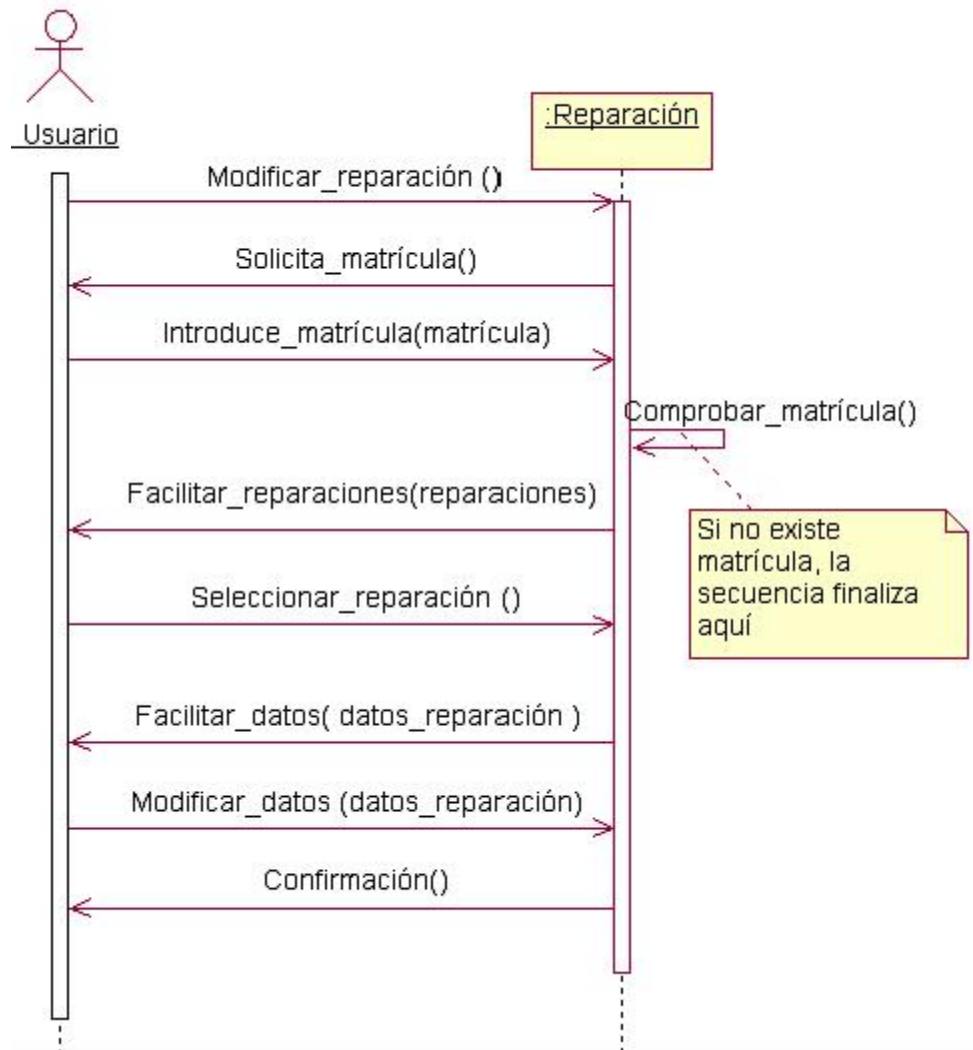 :Reparación
_Usuario
Modificar_reparación ()
Solicita_matrícula()
Introduce_matrícula(matrícula)
Comprobar_matrícula()
Facilitar_reparaciones(reparaciones)
Si no existe
matrícula, la
secuencia finaliza
aquí
Seleccionar_reparación ()
Facilitar_datos( datos_reparación )
Modificar_datos (datos_reparación)
Confirmación()